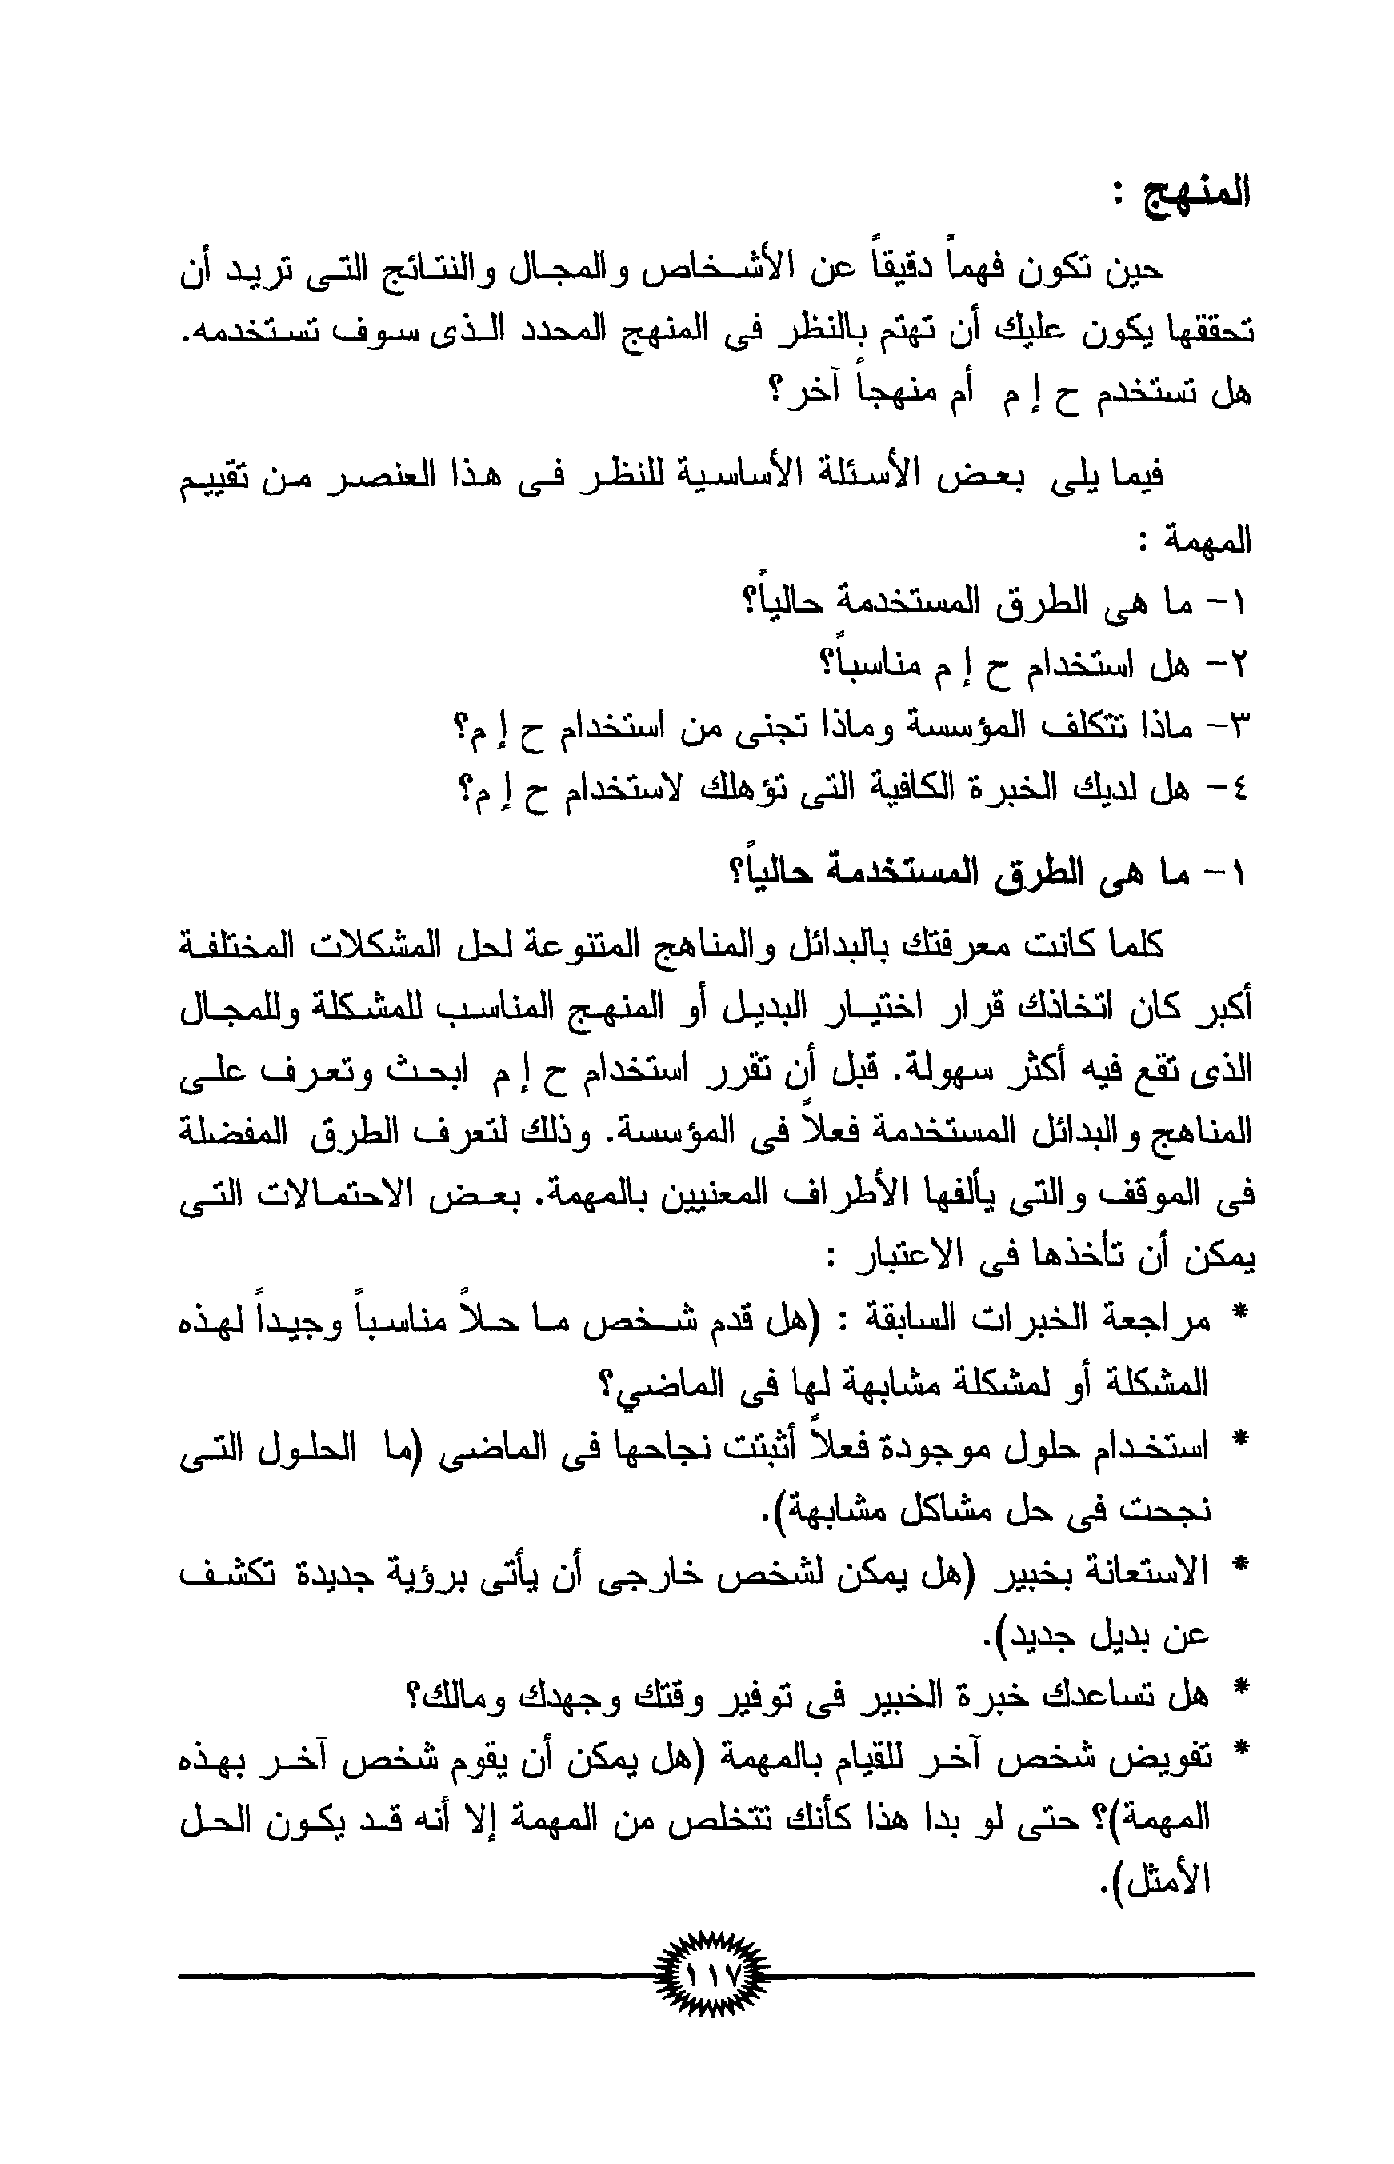 المنهج :
حين تكون فهماً دقيقاً عن الأشخاص والمجال والنتائج التى تريد أن
تحققها يكون عليك أن تهتم بالنظر فى المنهج المحدد الذى سوف تستخدمه.
هل تستخدم ح إ م أم منهجاً آخر؟
فيما يلى بعض الأسئلة الأساسية للنظر فى هذا العنصر من تقييم
المهمة :
١- ما هى الطرق المستخدمة حالياً؟
٢- هل استخدام ح إ م مناسباً؟
٣- ماذا تتكلف المؤسسة وماذا تجنى من استخدام ح إ م؟
٤- هل لديك الخبرة الكافية التى تؤهلك لاستخدام ح إ م؟
١- ما هى الطرق المستخدمة حالياً؟
كلما كانت معرفتك بالبدائل والمناهج المتنوعة لحل المشكلات المختلفة
أكبر كان اتخاذك قرار اختيار البديل أو المنهج المناسب للمشكلة وللمجال
الذى تقع فيه أكثر سهولة. قبل أن تقرر استخدام ح إ م ابحث وتعرف على
المناهج والبدائل المستخدمة فعلاً فى المؤسسة. وذلك لتعرف الطرق المفضلة
فى الموقف والتى يألفها الأطراف المعنيين بالمهمة. بعض الاحتمالات التى
يمكن أن تأخذها فى الاعتبار :
* مراجعة الخبرات السابقة : (هل قدم شخص ما حلاً مناسباً وجيداً لهذه
المشكلة أو لمشكلة مشابهة لها فى الماضي؟
* استخدام حلول موجودة فعلاً أثبتت نجاحها فى الماضى (ما الحلول التى
نجحت فى حل مشاكل مشابهة).
* الاستعانة بخبير (هل يمكن لشخص خارجى أن يأتى برؤية جديدة تكشف
عن بديل جديد).
* هل تساعدك خبرة الخبير فى توفير وقتك وجهدك ومالك؟
* تفويض شخص آخر للقيام بالمهمة (هل يمكن أن يقوم شخص آخر بهذه
المهمة)؟ حتى لو بدا هذا كأنك تتخلص من المهمة إلا أنه قد يكون الحل
الأمثل).
١١٧